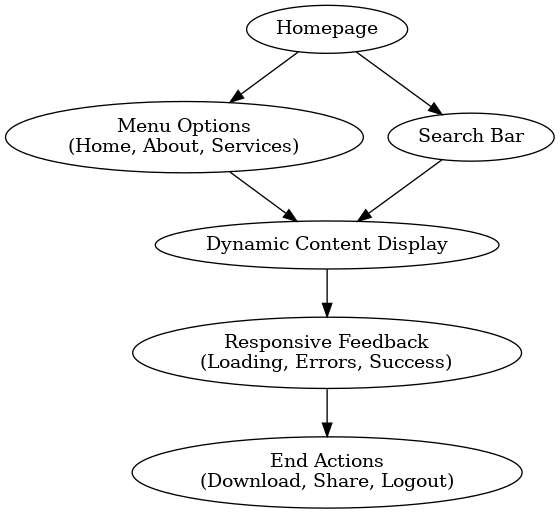 Homepage
Menu Options
(Home, About, Services)
Search Bar
Dynamic Content Display
Responsive Feedback
(Loading, Errors, Success)
End Actions
(Download, Share, Logout)